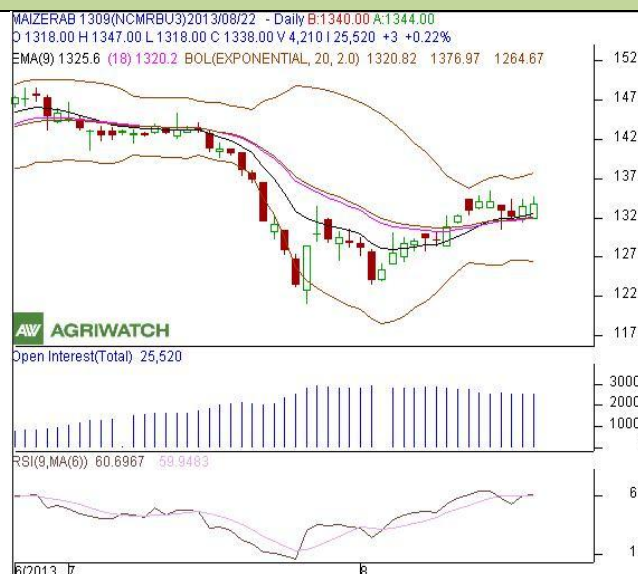 MAIZERAB 1309(NCMRBU3)2013/08/22 - Daily B:1340.00 A:1344.00
O 1318.00 H 1347.00 L 1318.00 C 1338.00 V 4,210 I 25,520 +3 +0.22%
EMA(9) 1325.6 (18) 1320.2 BOL(EXPONENTIAL, 20, 2.0) 1320.82 1376.97 1264.67
152
147
142
137
132
127
122
117
AW AGRIWATCH
Open Interest(Total) 25,520
3000
2000
1000
RSI(9,MA(6)) 60.6967 59.9483
6
1
6/2013 7 8